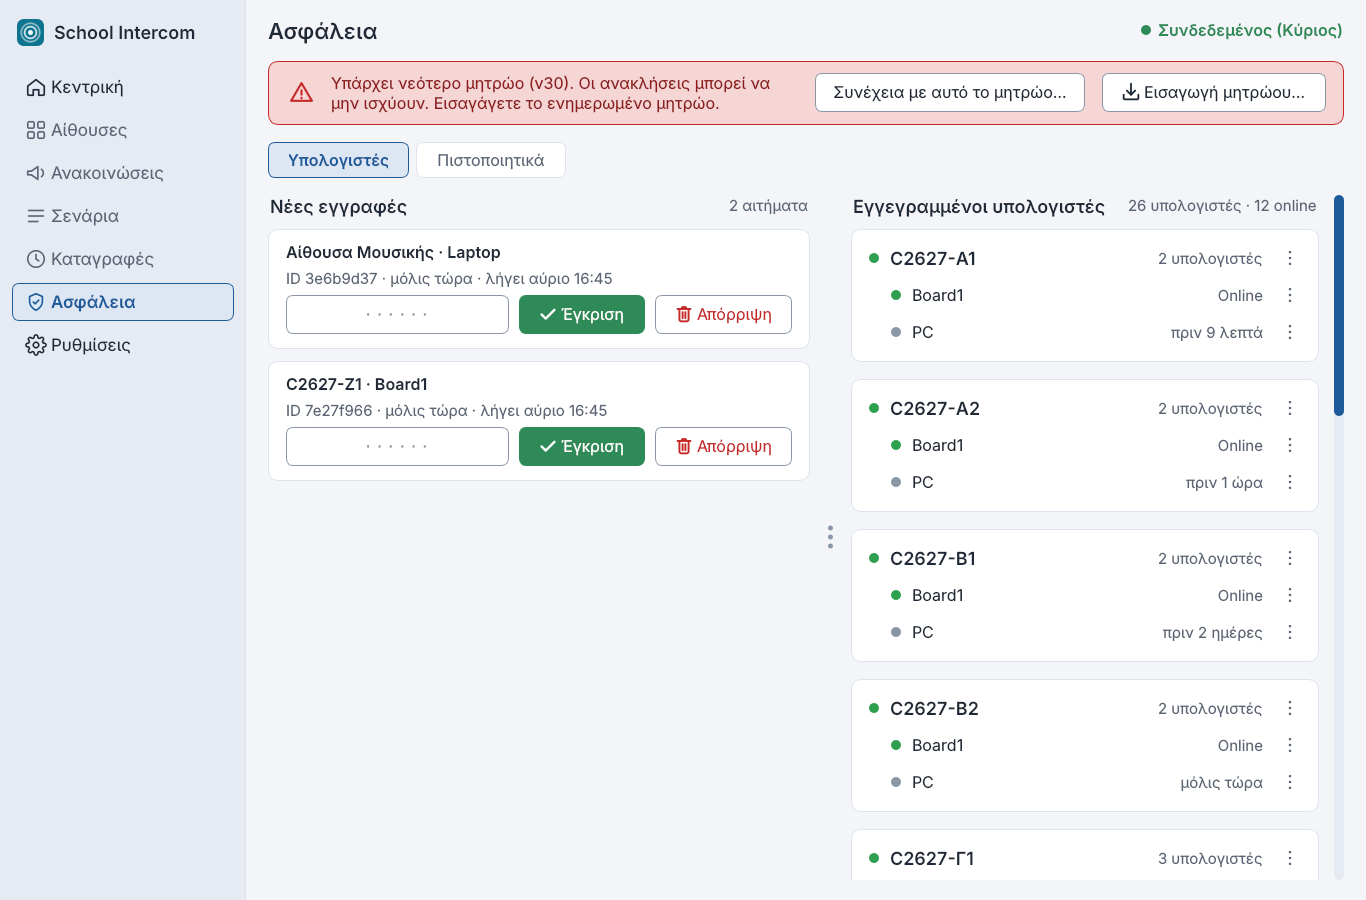 School Intercom
Κεντρική
Αίθουσες
Ανακοινώσεις
Σενάρια
Καταγραφές
Ασφάλεια
Ρυθμίσεις
Ασφάλεια
Συνδεδεμένος (Κύριος)
Υπάρχει νεότερο μητρώο (v30). Οι ανακλήσεις μπορεί να
μην ισχύουν. Εισαγάγετε το ενημερωμένο μητρώο.
Συνέχεια με αυτό το μητρώο...
Εισαγωγή μητρώου...
Υπολογιστές
Πιστοποιητικά
Νέες εγγραφές
2 αιτήματα
Αίθουσα Μουσικής · Laptop
ID 3e6b9d37 · μόλις τώρα · λήγει αύριο 16:45
······
Έγκριση
Απόρριψη
C2627-Z1 · Board1
ID 7e27f966 · μόλις τώρα · λήγει αύριο 16:45
······
Έγκριση
Απόρριψη
Εγγεγραμμένοι υπολογιστές
26 υπολογιστές · 12 online
C2627-A1
2 υπολογιστές
Board1
Online
PC
πριν 9 λεπτά
C2627-A2
2 υπολογιστές
Board1
Online
PC
πριν 1 ώρα
C2627-B1
2 υπολογιστές
Board1
Online
PC
πριν 2 ημέρες
C2627-B2
2 υπολογιστές
Board1
Online
PC
μόλις τώρα
C2627-Γ1
3 υπολογιστές